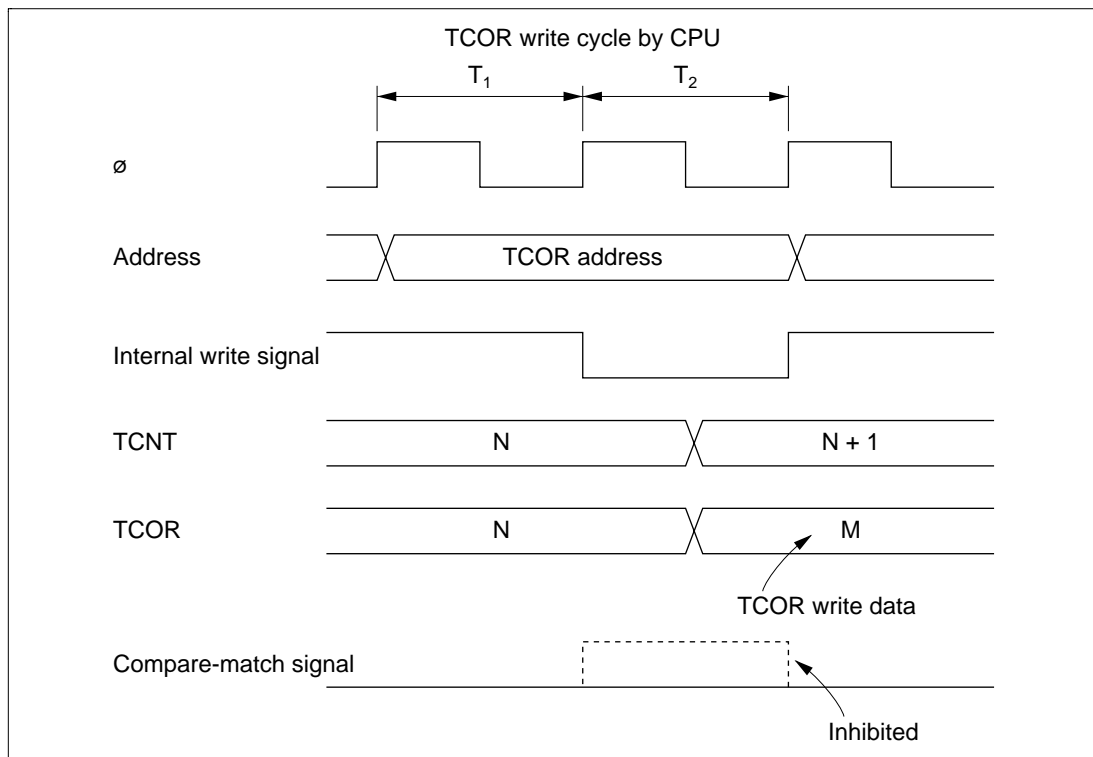 TCOR write cycle by CPU
T1 T2
ø
Address TCOR address
Internal write signal
TCNT N N + 1
TCOR N M
TCOR write data
Compare-match signal
Inhibited